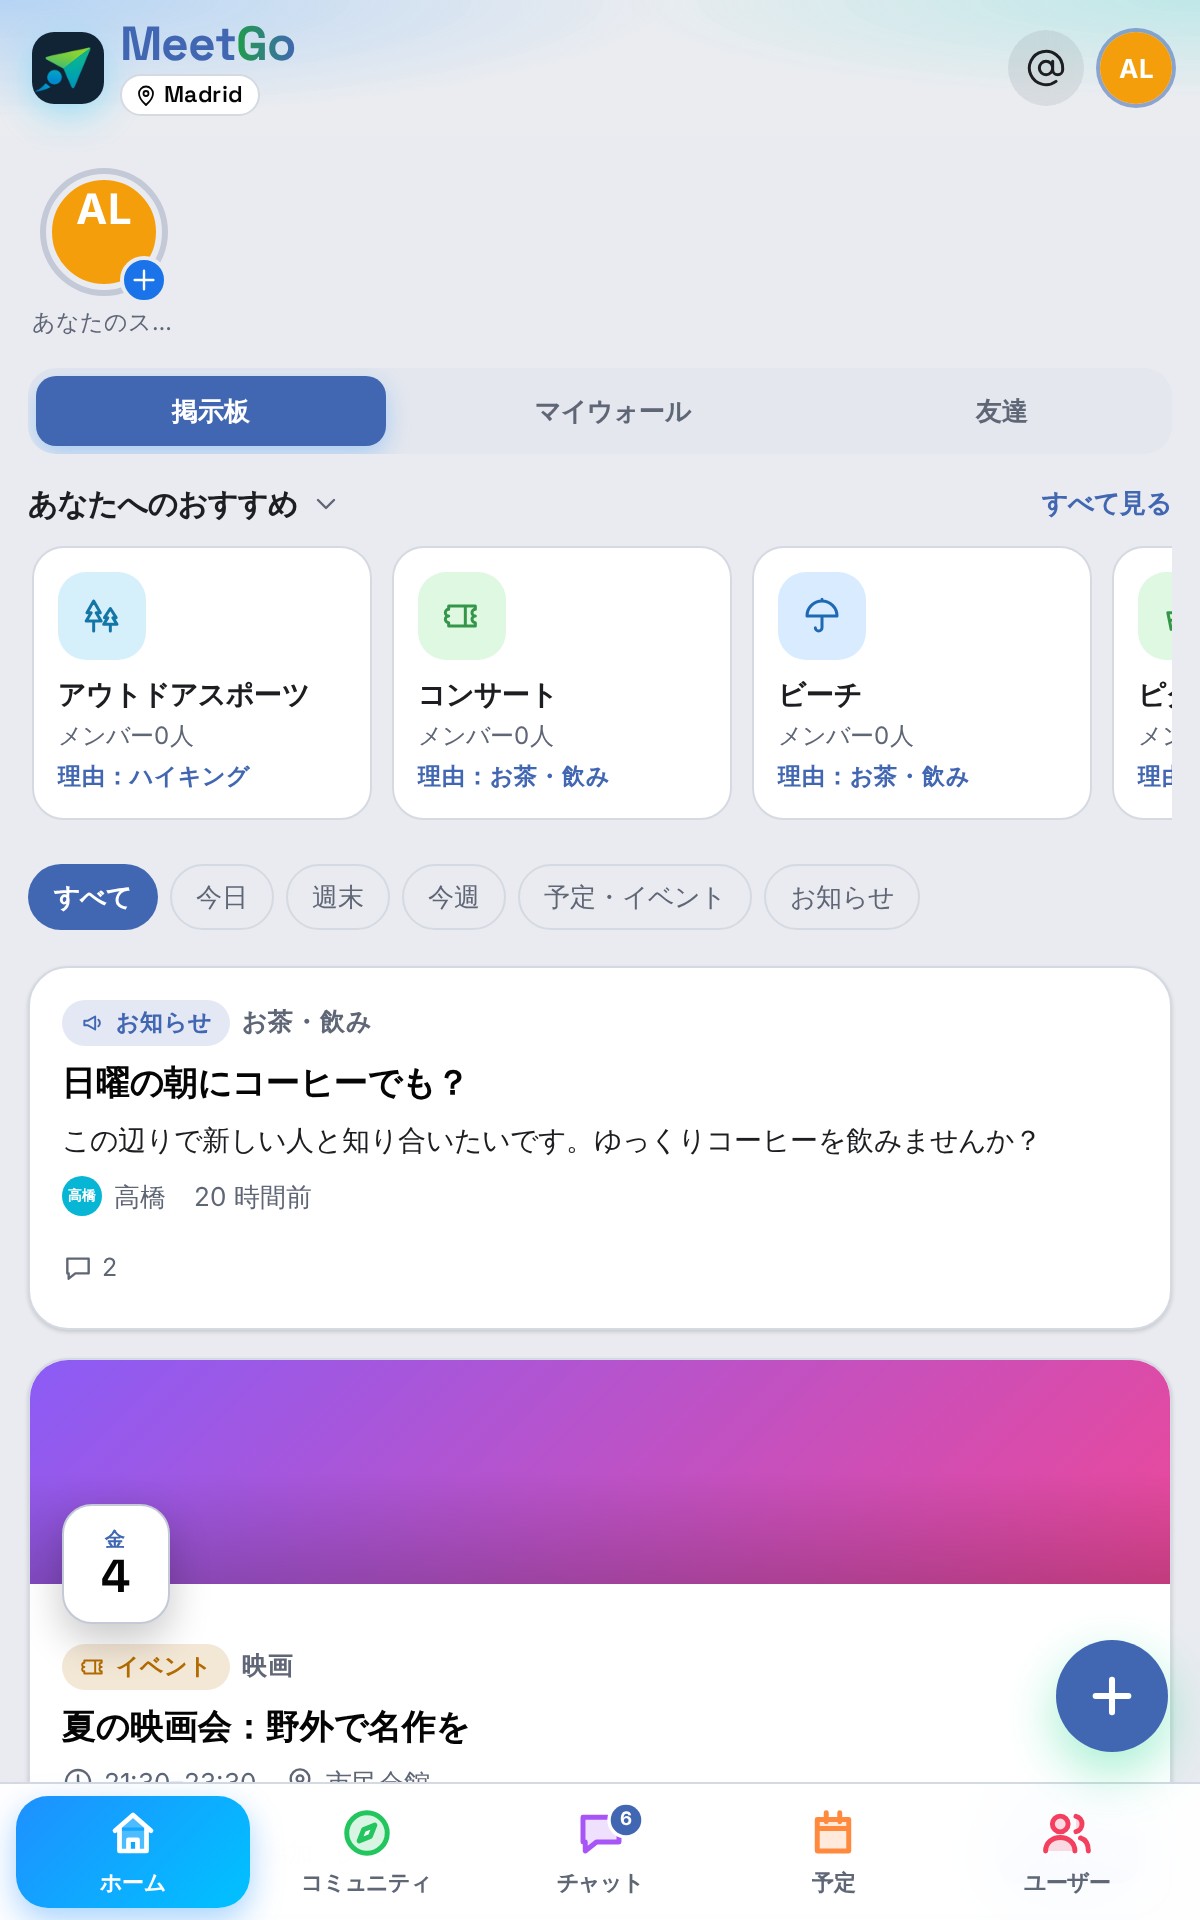 MeetGo
Madrid
AL
AL
あなたのス...
掲示板
マイウォール
友達
あなたへのおすすめ
すべて見る
アウトドアスポーツ
メンバー0人
理由：ハイキング
コンサート
メンバー0人
理由：お茶・飲み
ビーチ
メンバー0人
理由：お茶・飲み
すべて
今日
週末
今週
予定・イベント
お知らせ
お知らせ お茶・飲み
日曜の朝にコーヒーでも？
この辺りで新しい人と知り合いたいです。ゆっくりコーヒーを飲みませんか？
高橋 高橋 20 時間前
2
金
4
イベント 映画
夏の映画会：野外で名作を
21:30–23:30 市民会館
ホーム
コミュニティ
6
チャット
予定
ユーザー